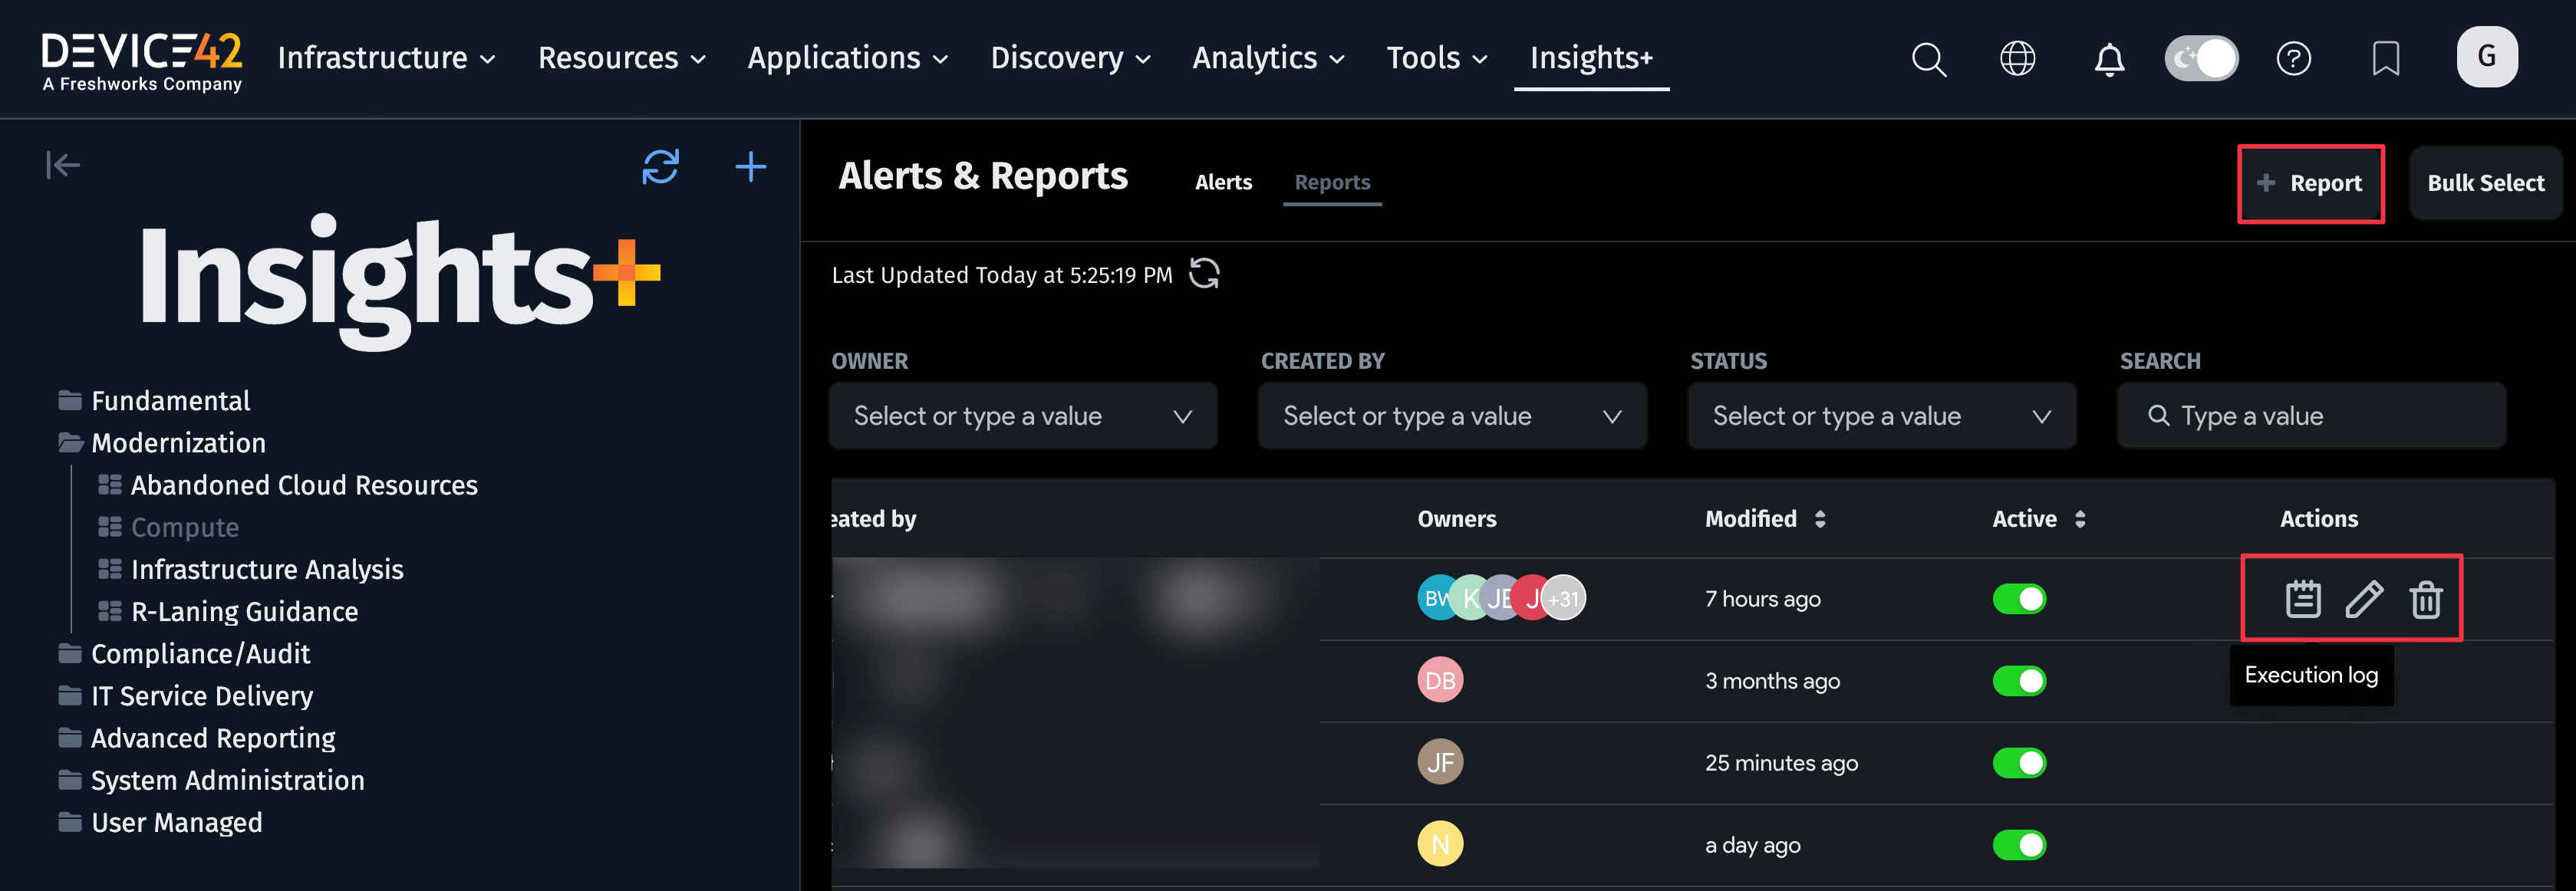 DEVICE42
A Freshworks Company
Infrastructure Resources Applications Discovery Analytics Tools Insights+
G
Insights+
Fundamental
Modernization
Abandoned Cloud Resources
Compute
Infrastructure Analysis
R-Laning Guidance
Compliance/Audit
IT Service Delivery
Advanced Reporting
System Administration
User Managed
Alerts & Reports Alerts Reports
+ Report Bulk Select
Last Updated Today at 5:25:19 PM
OWNER CREATED BY STATUS SEARCH
Select or type a value Select or type a value Select or type a value Type a value
eated by Owners Modified Active Actions
BW K JE J +31 7 hours ago
Execution log
DB 3 months ago
JF 25 minutes ago
N a day ago